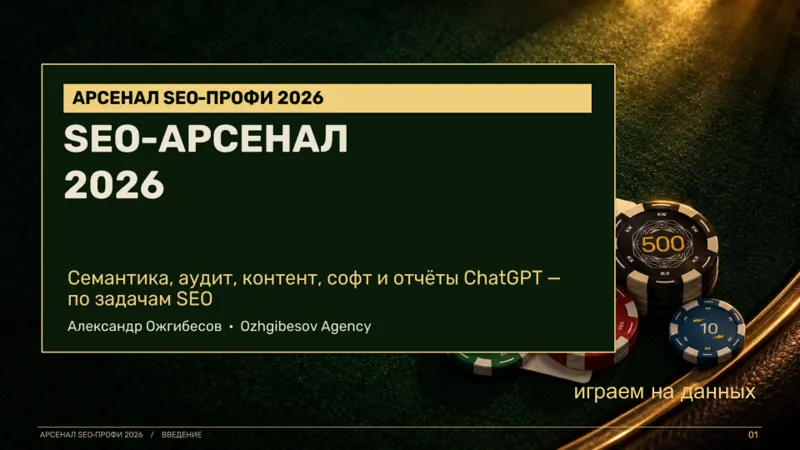 АРСЕНАЛ SEO-ПРОФИ 2026
SEO-АРСЕНАЛ
2026
Семантика, аудит, контент, софт и отчёты ChatGPT —
по задачам SEO
Александр Ожгибесов • Ozhgibesov Agency
500
10
играем на данных
АРСЕНАЛ SEO-ПРОФИ 2026 / ВВЕДЕНИЕ
01